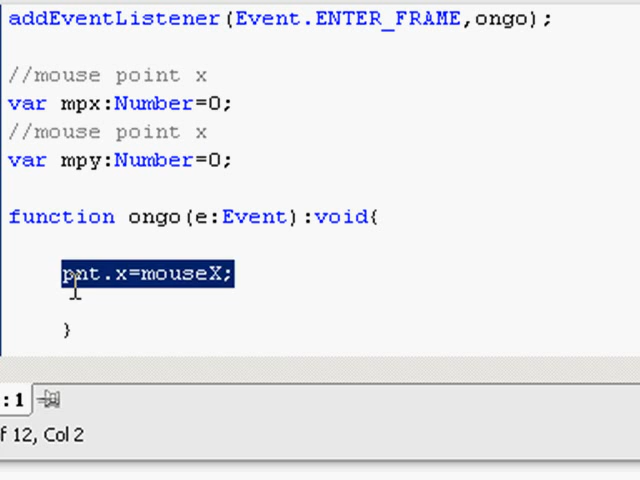 addEventListener(Event.ENTER_FRAME,ongo);
//mouse point x
var mpx:Number=0;
//mouse point x
var mpy:Number=0;
function ongo(e:Event):void{
pnt.x=mouseX;
}
: 1
f 12, Col 2